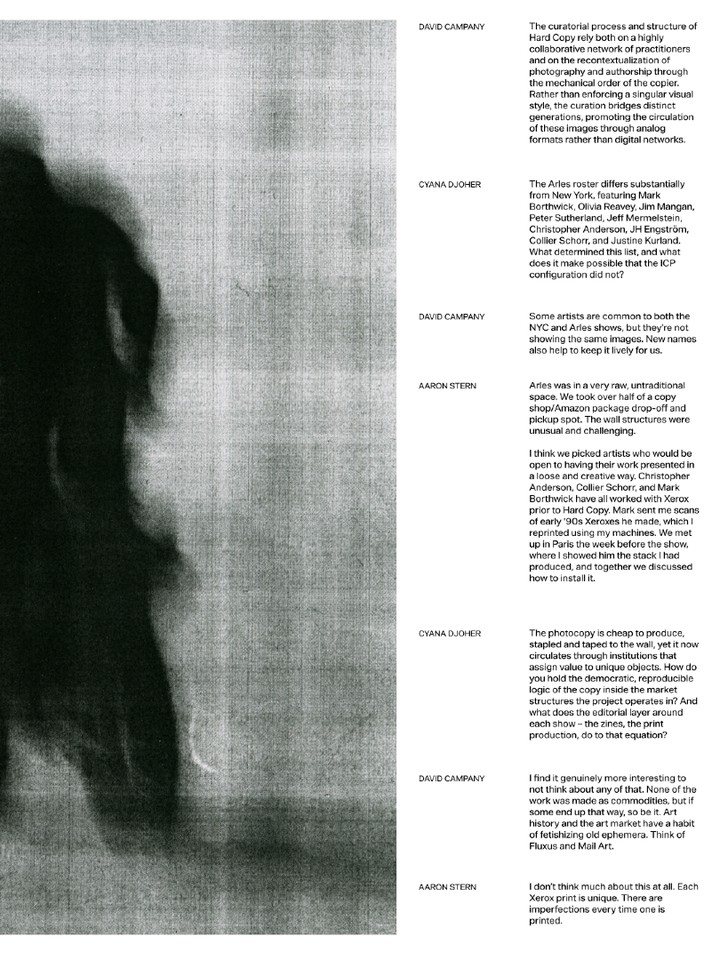 DAVID CAMPANY
The curatorial process and structure of
Hard Copy rely both on a highly
collaborative network of practitioners
and on the recontextualization of
photography and authorship through
the mechanical order of the copier.
Rather than enforcing a singular visual
style, the curation bridges distinct
generations, promoting the circulation
of these images through analog
formats rather than digital networks.
CYANA DJOHER
The Arles roster differs substantially
from New York, featuring Mark
Borthwick, Olivia Reavey, Jim Mangan,
Peter Sutherland, Jeff Mermelstein,
Christopher Anderson, JH Engström,
Collier Schorr, and Justine Kurland.
What determined this list, and what
does it make possible that the ICP
configuration did not?
DAVID CAMPANY
Some artists are common to both the
NYC and Arles shows, but they're not
showing the same images. New names
also help to keep it lively for us.
AARON STERN
Arles was in a very raw, untraditional
space. We took over half of a copy
shop/Amazon package drop-off and
pickup spot. The wall structures were
unusual and challenging.
I think we picked artists who would be
open to having their work presented in
a loose and creative way. Christopher
Anderson, Collier Schorr, and Mark
Borthwick have all worked with Xerox
prior to Hard Copy. Mark sent me scans
of early '90s Xeroxes he made, which I
reprinted using my machines. We met
up in Paris the week before the show,
where I showed him the stack I had
produced, and together we discussed
how to install it.
CYANA DJOHER
The photocopy is cheap to produce,
stapled and taped to the wall, yet it now
circulates through institutions that
assign value to unique objects. How do
you hold the democratic, reproducible
logic of the copy inside the market
structures the project operates in? And
what does the editorial layer around
each show – the zines, the print
production, do to that equation?
DAVID CAMPANY
I find it genuinely more interesting to
not think about any of that. None of the
work was made as commodities, but if
some end up that way, so be it. Art
history and the art market have a habit
of fetishizing old ephemera. Think of
Fluxus and Mail Art.
AARON STERN
I don't think much about this at all. Each
Xerox print is unique. There are
imperfections every time one is
printed.